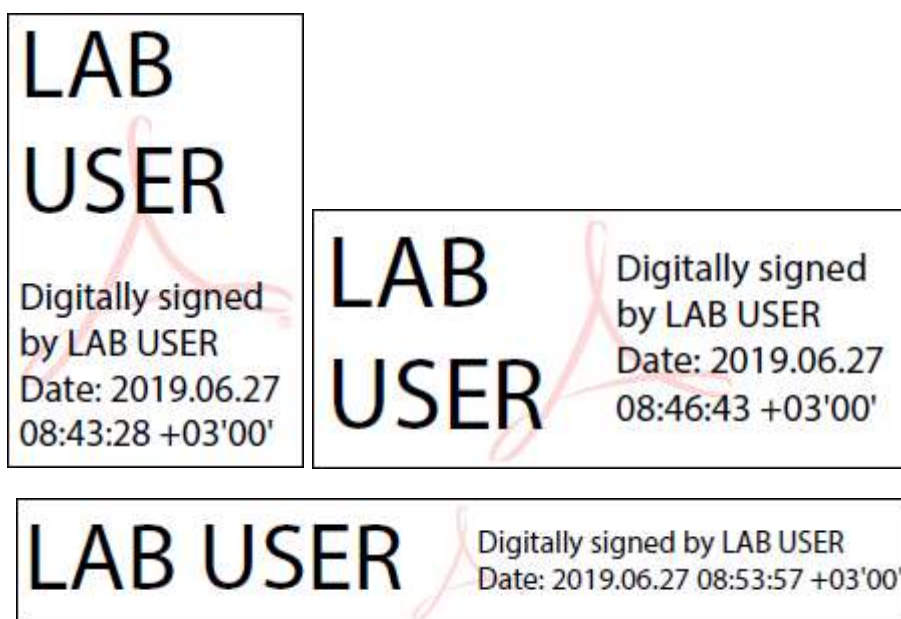 LAB
USER
Digitally signed
by LAB USER
Date: 2019.06.27
08:43:28 +03'00'
LAB
USER
Digitally signed
by LAB USER
Date: 2019.06.27
08:46:43 +03'00'
LAB USER
Digitally signed by LAB USER
Date: 2019.06.27 08:53:57 +03'00'